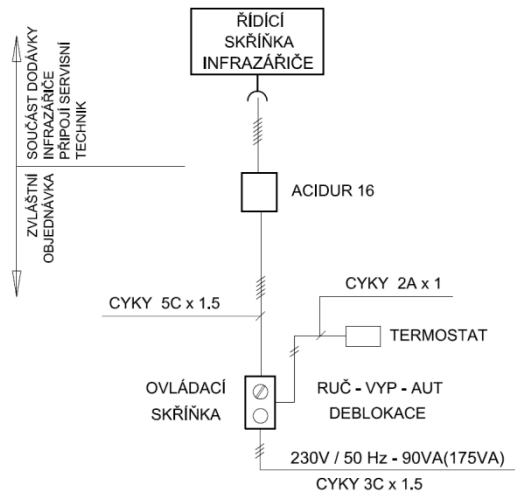 ŘÍDÍCÍ
SKŘÍŇKA
INFRAZÁŘIČE
SOUČÁST DODÁVKY
INFRAZÁŘIČE
PŘIPOJÍ SERVISNÍ
TECHNIK
ZVLÁŠTNÍ
OBJEDNÁVKA
ACIDUR 16
CYKY 5C x 1.5
CYKY 2A x 1
TERMOSTAT
OVLÁDACÍ
SKŘÍŇKA
RUČ - VYP - AUT
DEBLOKACE
230V / 50 Hz - 90VA(175VA)
CYKY 3C x 1.5